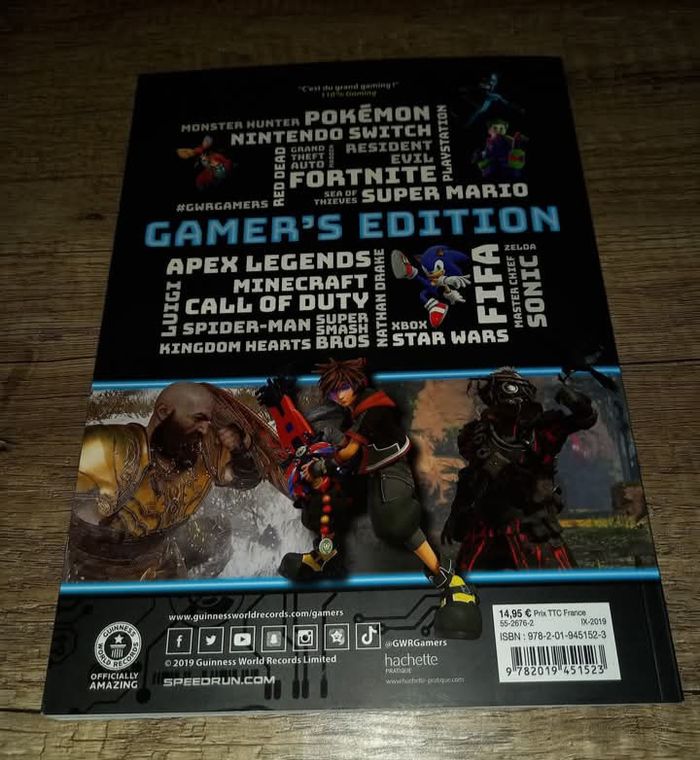 "C'est du grand gaming !"
110% Gaming
MONSTER HUNTER POKÉMON
NINTENDO SWITCH
RED DEAD
GRAND
THEFT
AUTO
MADDEN
RESIDENT
EVIL
PLAYSTATION
FORTNITE
#GWRGAMERS
SEA OF
THIEVES
SUPER MARIO
GAMER'S EDITION
APEX LEGENDS
LUIGI
MINECRAFT
CALL OF DUTY
SPIDER-MAN
SUPER
SMASH
BROS
KINGDOM HEARTS
NATHAN DRAKE
XBOX
STAR WARS
FIFA
ZELDA
MASTER CHIEF
SONIC
www.guinnessworldrecords.com/gamers
@GWRGamers
© 2019 Guinness World Records Limited
SPEEDRUN.COM
GUINNESS
WORLD RECORDS
OFFICIALLY
AMAZING
hachette
PRATIQUE
www.hachette-pratique.com
14,95 € Prix TTC France
55-2676-2 IX-2019
ISBN : 978-2-01-945152-3
9 782019 451523